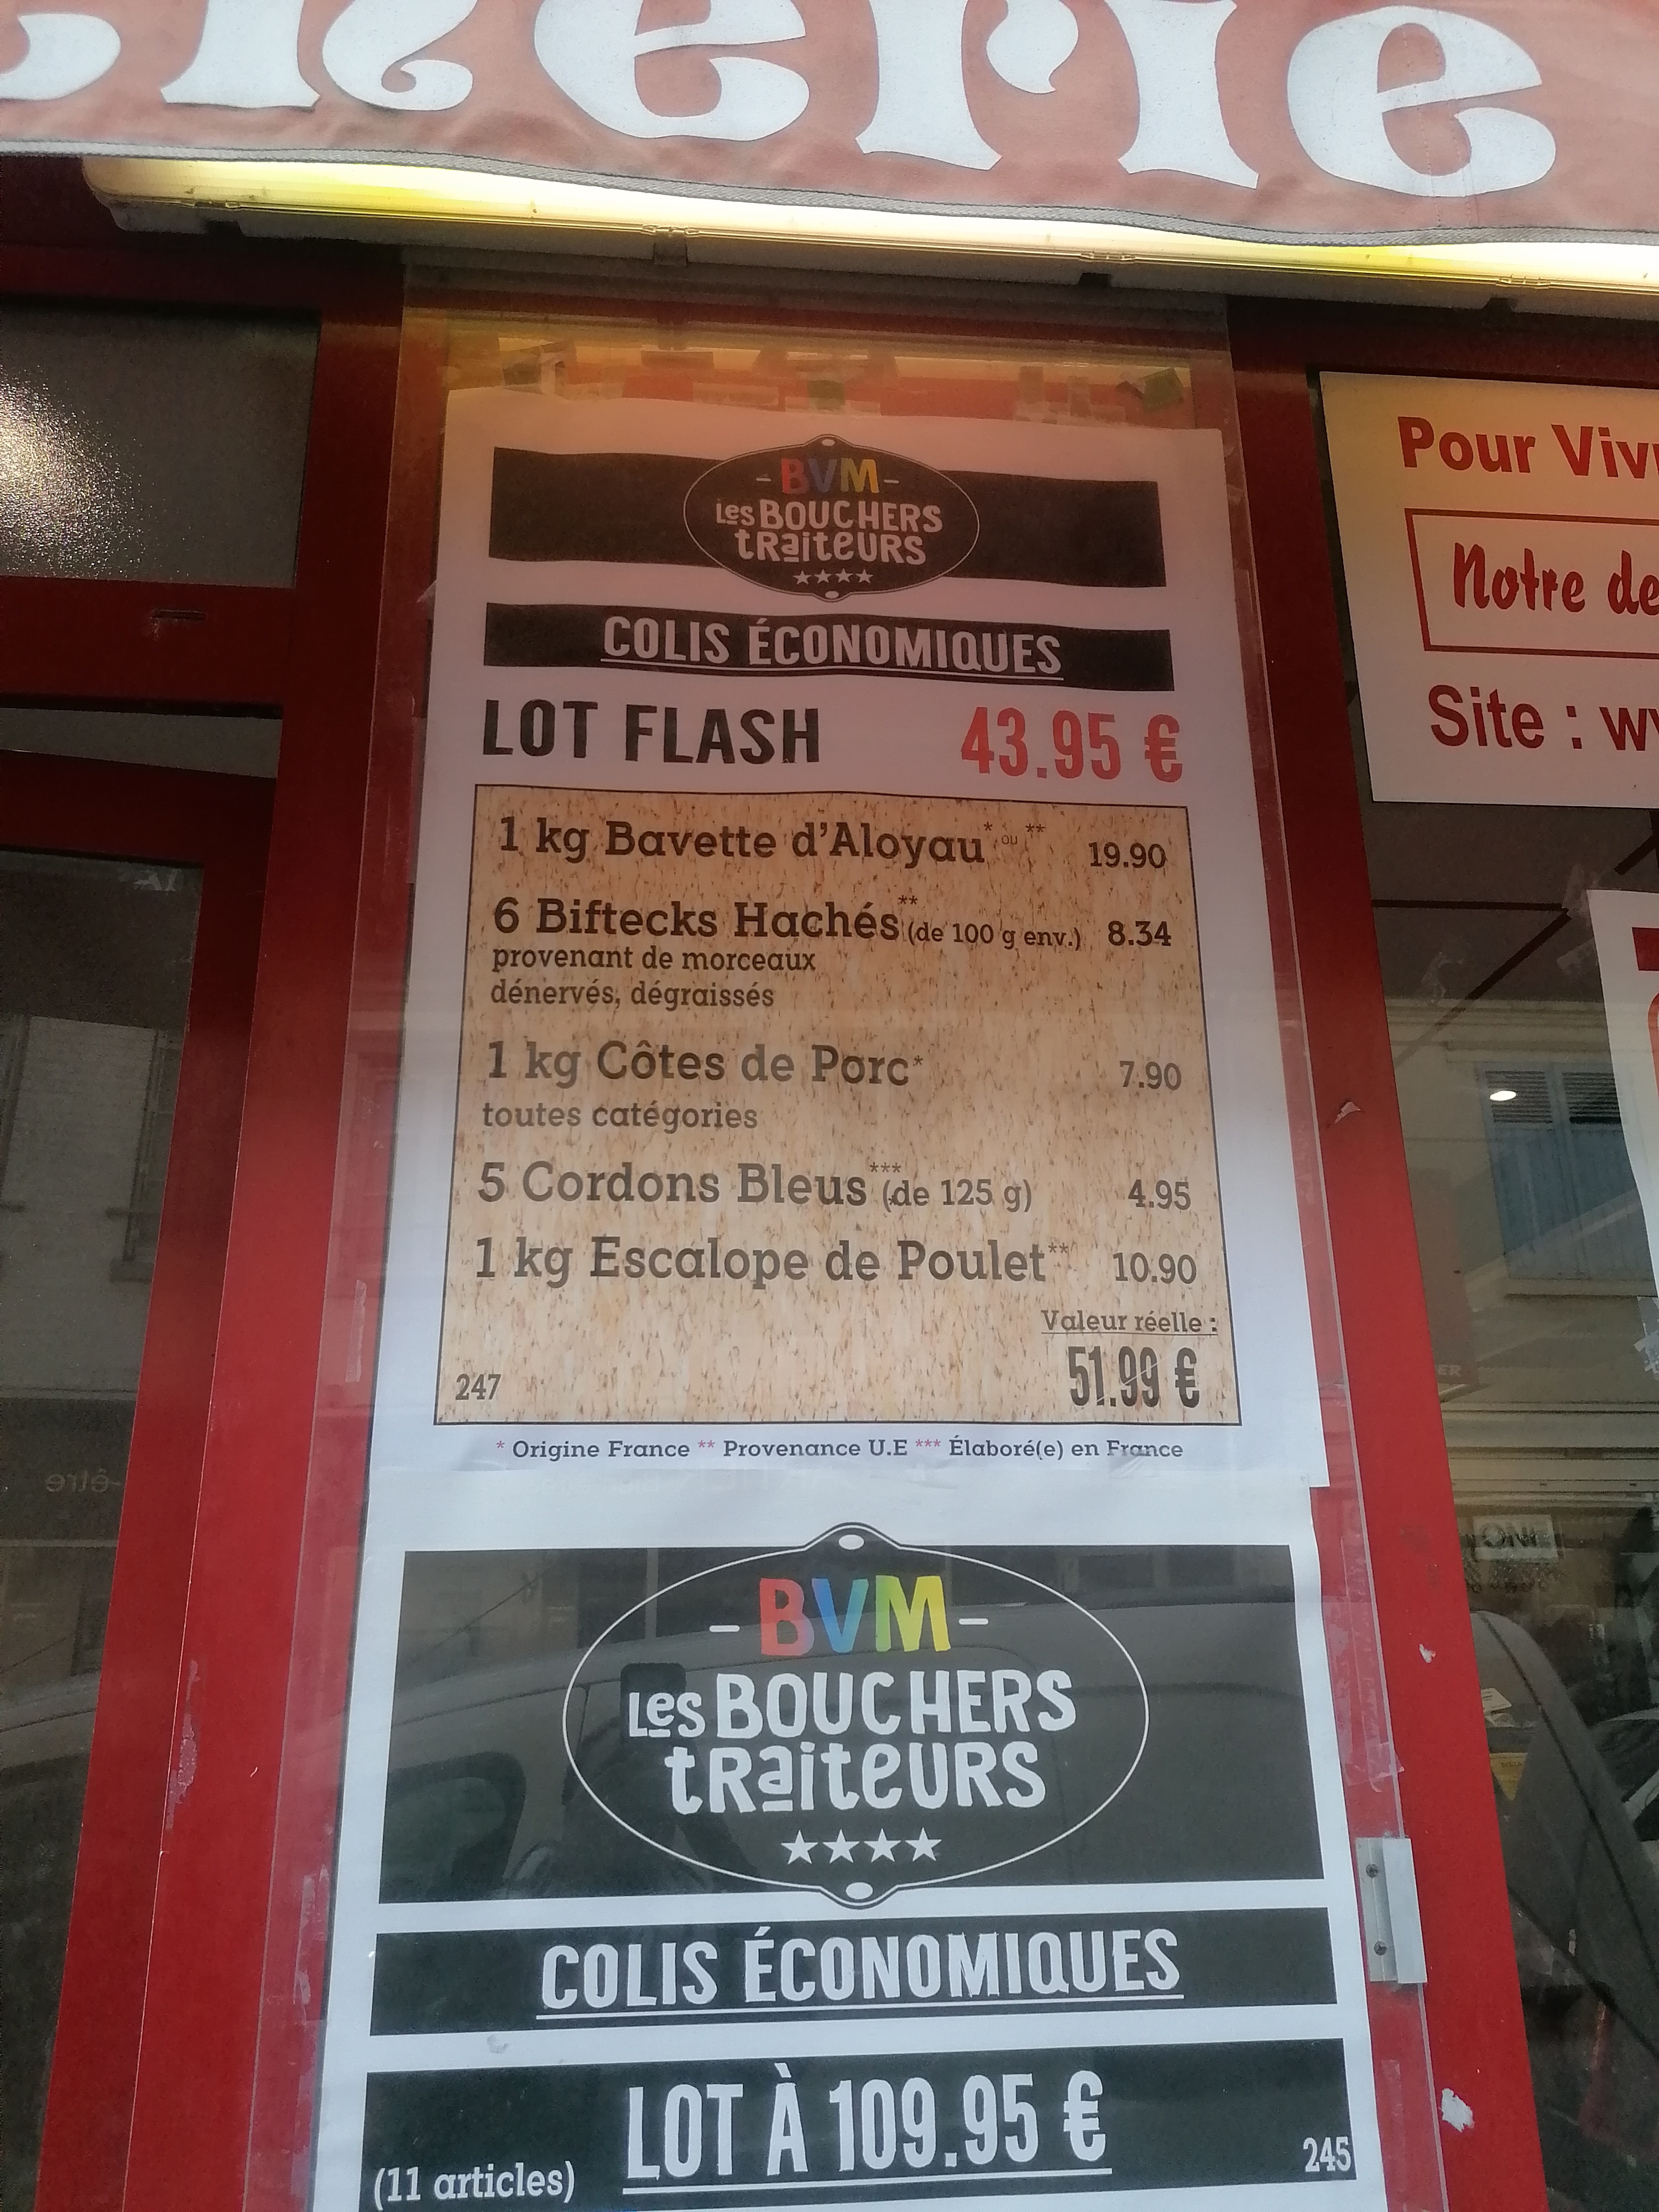 BVM
Les BOUCHERS
tRaiteURS
COLIS ÉCONOMIQUES
LOT FLASH 43.95 €
1 kg Bavette d'Aloyau* ou ** 19.90
6 Biftecks Hachés** (de 100 g env.) 8.34
provenant de morceaux
dénervés, dégraissés
1 kg Côtes de Porc* 7.90
toutes catégories
5 Cordons Bleus*** (de 125 g) 4.95
1 kg Escalope de Poulet** 10.90
Valeur réelle :
247 51.99 €
* Origine France ** Provenance U.E *** Élaboré(e) en France
- BVM -
Les BOUCHERS
tRaiteURS
COLIS ÉCONOMIQUES
LOT À 109.95 €
(11 articles) 245
Pour
Notre
Site :